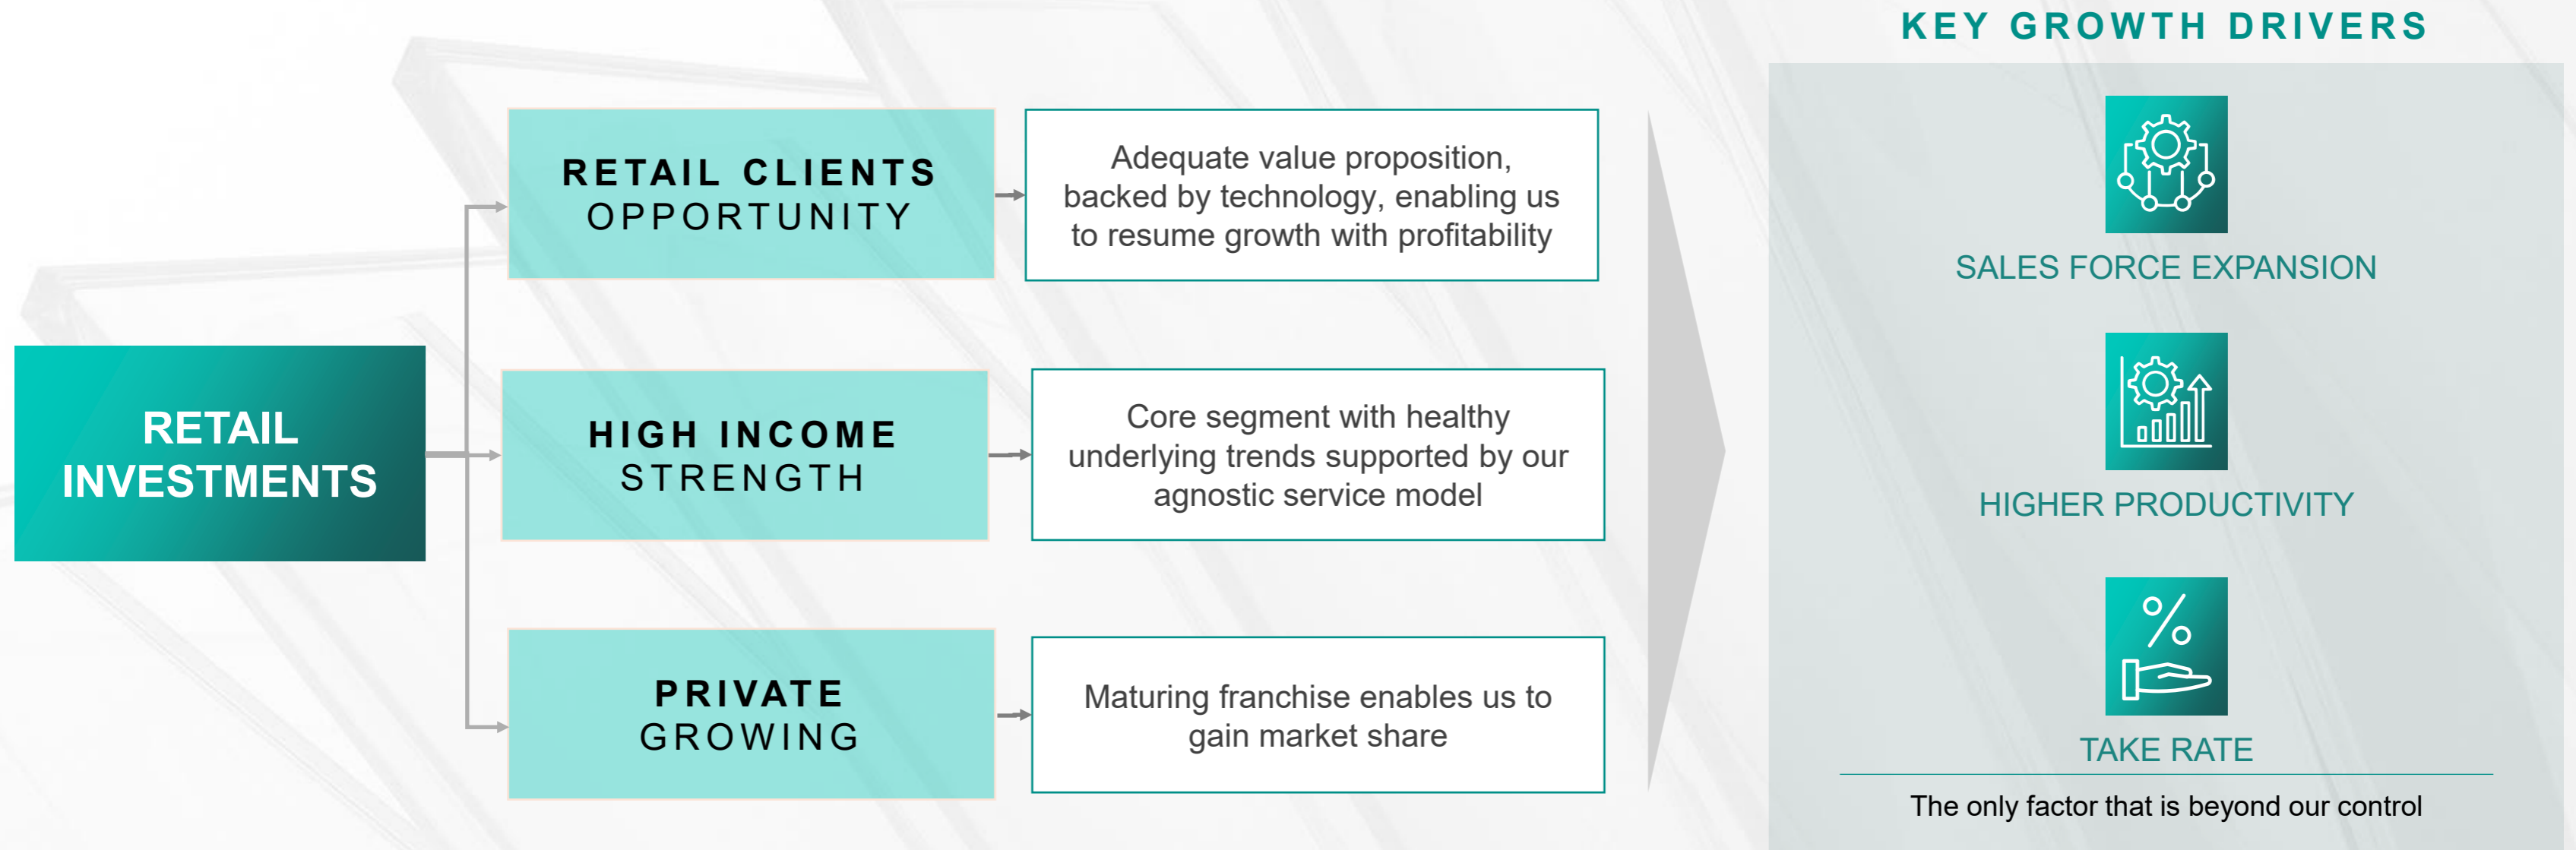 KEY GROWTH DRIVERS
RETAIL
INVESTMENTS
RETAIL CLIENTS
OPPORTUNITY
Adequate value proposition,
backed by technology, enabling us
to resume growth with profitability
HIGH INCOME
STRENGTH
Core segment with healthy
underlying trends supported by our
agnostic service model
PRIVATE
GROWING
Maturing franchise enables us to
gain market share
SALES FORCE EXPANSION
HIGHER PRODUCTIVITY
%
TAKE RATE
The only factor that is beyond our control